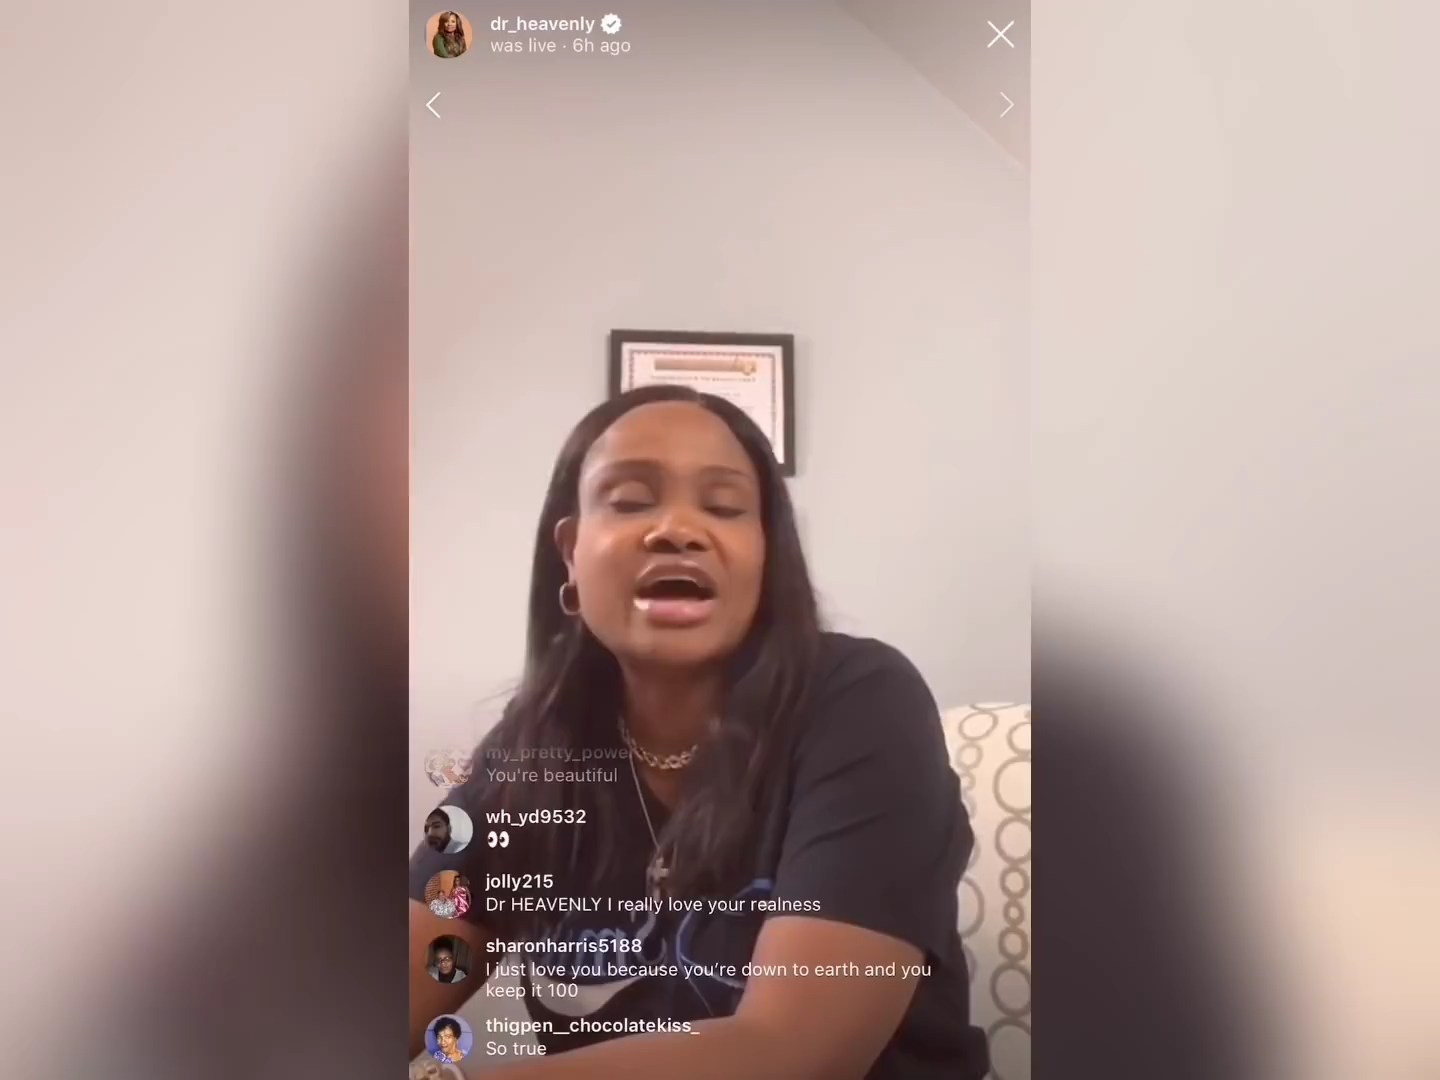 dr_heavenly
was live · 6h ago
my_pretty_power
You're beautiful
wh_yd9532
👀
jolly215
Dr HEAVENLY I really love your realness
sharonharris5188
I just love you because you’re down to earth and you
keep it 100
thigpen__chocolatekiss_
So true